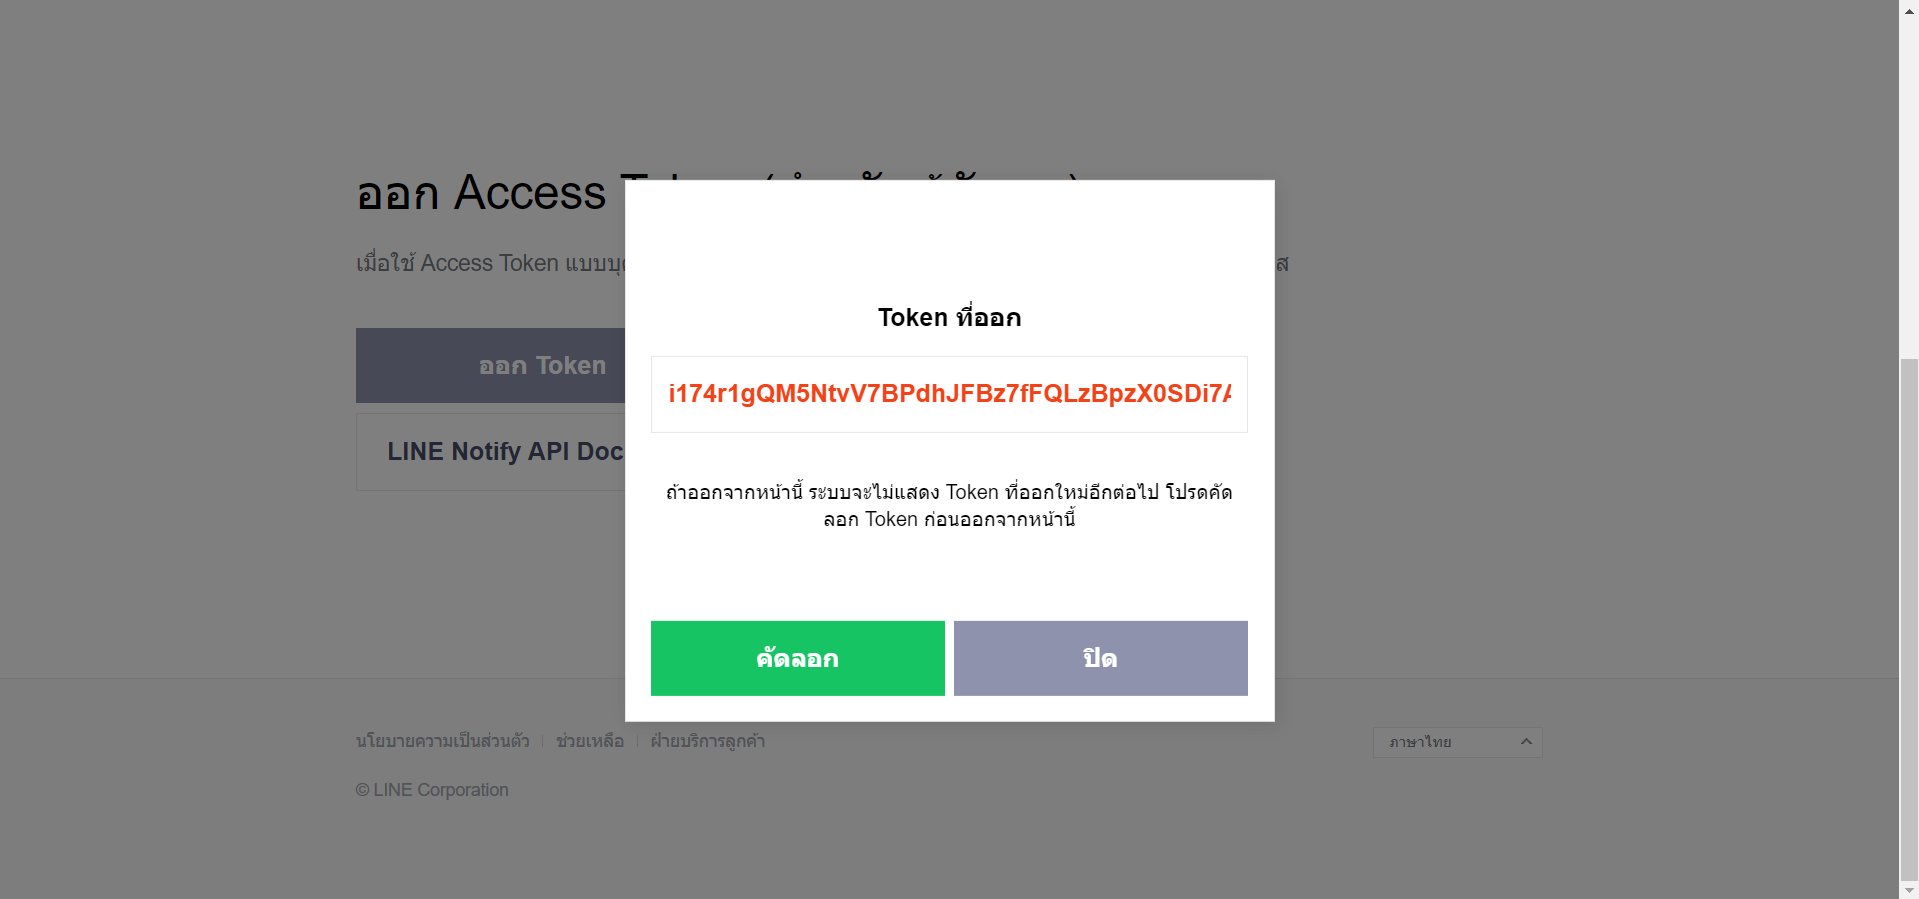 ออก Access
เมื่อใช้ Access Token แบบ
ออก Token
LINE Notify API Doc
Token ที่ออก
i174r1gQM5NtvV7BPdhJFBz7fFQLzBpzX0SDi7A
ถ้าออกจากหน้านี้ ระบบจะไม่แสดง Token ที่ออกใหม่อีกต่อไป โปรดคัด
ลอก Token ก่อนออกจากหน้านี้
คัดลอก
ปิด
นโยบายความเป็นส่วนตัว
ช่วยเหลือ
ฝ่ายบริการลูกค้า
ภาษาไทย
© LINE Corporation